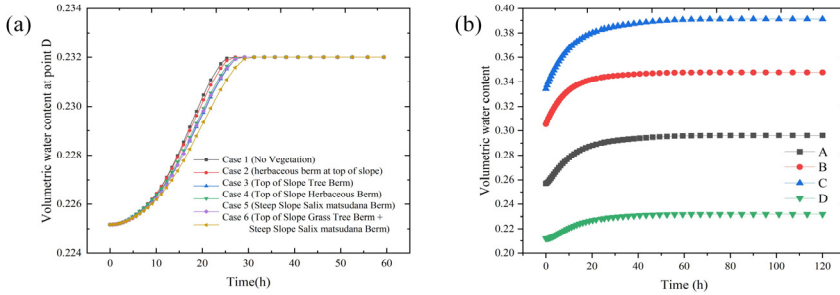 (a)
0.234
0.232
0.230
0.228
0.226
0.224
Volumetric water content at point D
Case 1 (No Vegetation)
Case 2 (herbaceous berm at top of slope)
Case 3 (Top of Slope Tree Berm)
Case 4 (Top of Slope Herbaceous Berm)
Case 5 (Steep Slope Salix matsudana Berm)
Case 6 (Top of Slope Grass Tree Berm +
Steep Slope Salix matsudana Berm)
0 10 20 30 40 50 60
Time(h)
(b)
0.40
0.38
0.36
0.34
0.32
0.30
0.28
0.26
0.24
0.22
0.20
Volumetric water content
A
B
C
D
0 20 40 60 80 100 120
Time (h)